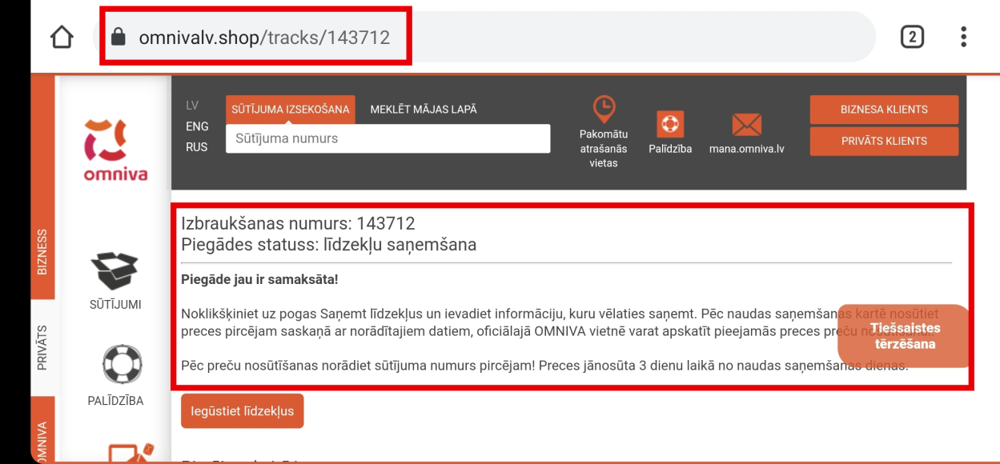 omnivalv.shop/tracks/143712
2
LV
ENG
RUS
SŪTĪJUMA IZSEKOŠANA
MEKLĒT MĀJAS LAPĀ
Sūtījuma numurs
Pakomātu
atrašanās
vietas
Palīdzība
mana.omniva.lv
BIZNESA KLIENTS
PRIVĀTS KLIENTS
omniva
BIZNESS
PRIVĀTS
OMNIVA
SŪTĪJUMI
PALĪDZĪBA
Izbraukšanas numurs: 143712
Piegādes statuss: līdzekļu saņemšana
Piegāde jau ir samaksāta!
Noklikšķiniet uz pogas Saņemt līdzekļus un ievadiet informāciju, kuru vēlaties saņemt. Pēc naudas saņemšanas kartē nosūtiet
preces pircējam saskaņā ar norādītajiem datiem, oficiālajā OMNIVA vietnē varat apskatīt pieejamās preces preču
Pēc preču nosūtīšanas norādiet sūtījuma numurs pircējam! Preces jānosūta 3 dienu laikā no naudas saņemšanas dienas.
Tiešsaistes
tērzēšana
Iegūstiet līdzekļus